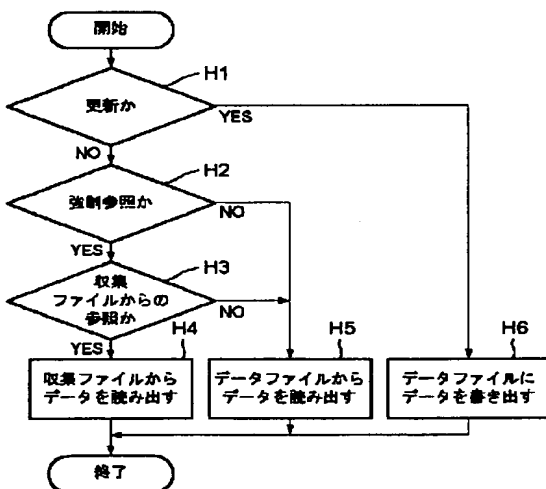 開始
H1
更新か
YES
NO
H2
強制参照か
NO
YES
H3
収集
ファイルからの
参照か
NO
YES
H4
H5
H6
収集ファイルから
データを読み出す
データファイルから
データを読み出す
データファイルに
データを書き出す
終了